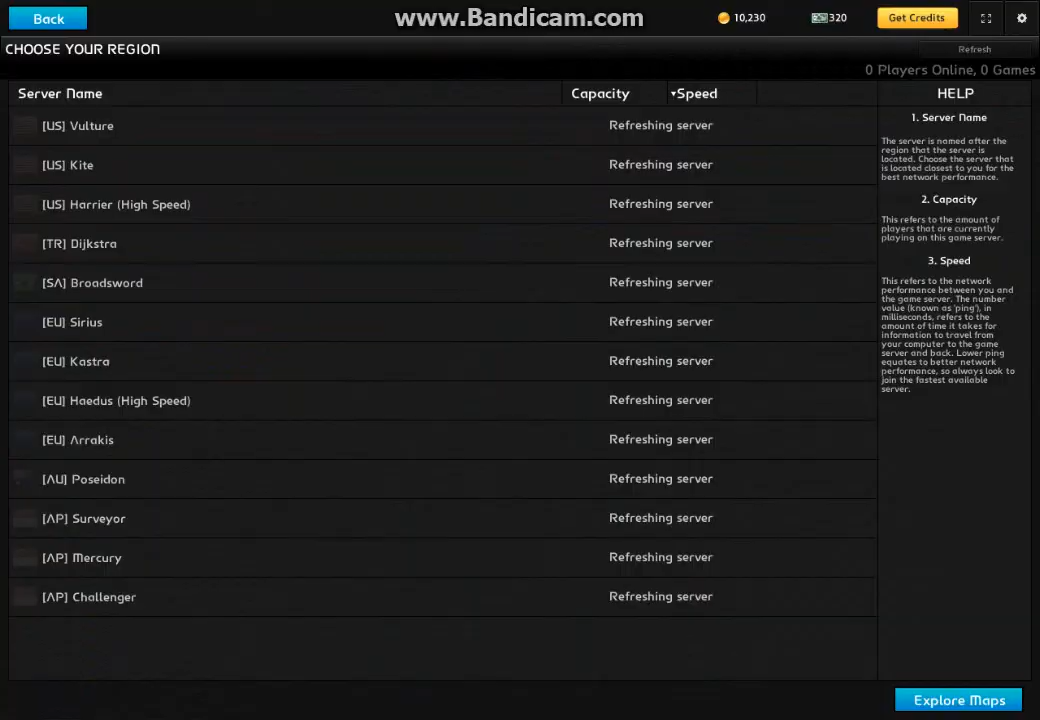 Back
www.Bandicam.com
10,230
320
Get Credits
CHOOSE YOUR REGION
Refresh
0 Players Online, 0 Games
Server Name
Capacity
▾Speed
HELP
[US] Vulture
Refreshing server
[US] Kite
Refreshing server
[US] Harrier (High Speed)
Refreshing server
[TR] Dijkstra
Refreshing server
[SA] Broadsword
Refreshing server
[EU] Sirius
Refreshing server
[EU] Kastra
Refreshing server
[EU] Haedus (High Speed)
Refreshing server
[EU] Arrakis
Refreshing server
[AU] Poseidon
Refreshing server
[AP] Surveyor
Refreshing server
[AP] Mercury
Refreshing server
[AP] Challenger
Refreshing server
1. Server Name
The server is named after the
region that the server is
located. Choose the server that
is located closest to you for the
best network performance.
2. Capacity
This refers to the amount of
players that are currently
playing on this game server.
3. Speed
This refers to the network
performance between you and
the game server. The number
value (known as 'ping'), in
milliseconds, refers to the
amount of time it takes for
information to travel from
your computer to the game
server and back. Lower ping
equates to better network
performance, so always look to
join the fastest available
server.
Explore Maps